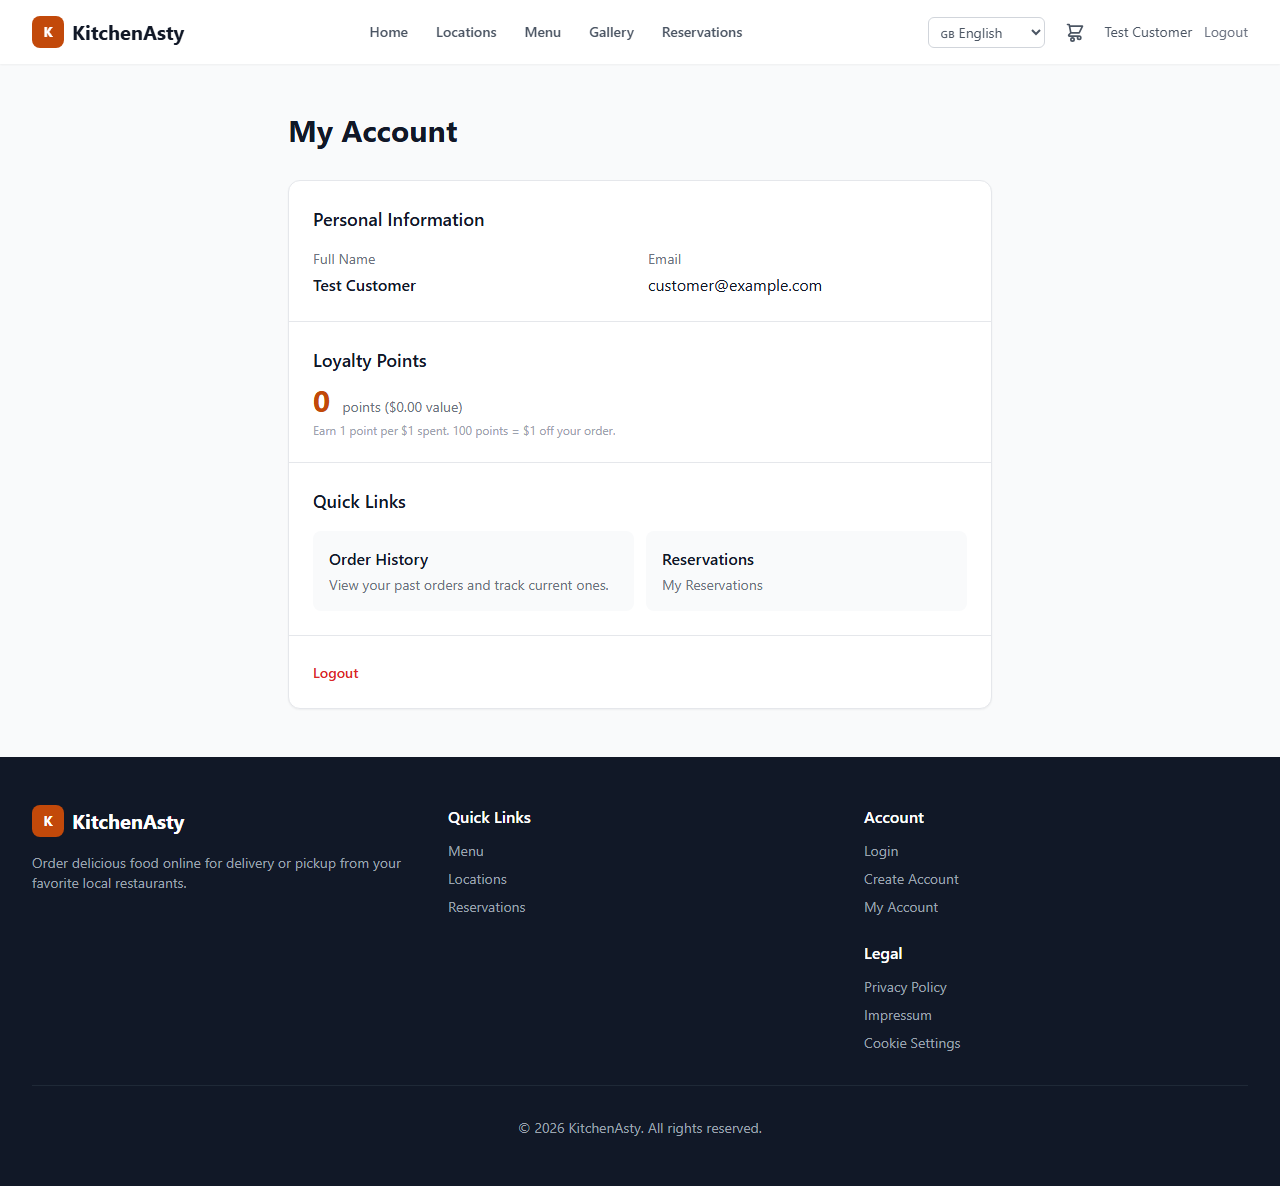 K KitchenAsty
Home Locations Menu Gallery Reservations
GB English
Test Customer Logout
My Account
Personal Information
Full Name
Test Customer
Email
customer@example.com
Loyalty Points
0 points ($0.00 value)
Earn 1 point per $1 spent. 100 points = $1 off your order.
Quick Links
Order History
View your past orders and track current ones.
Reservations
My Reservations
Logout
K KitchenAsty
Order delicious food online for delivery or pickup from your
favorite local restaurants.
Quick Links
Menu
Locations
Reservations
Account
Login
Create Account
My Account
Legal
Privacy Policy
Impressum
Cookie Settings
© 2026 KitchenAsty. All rights reserved.